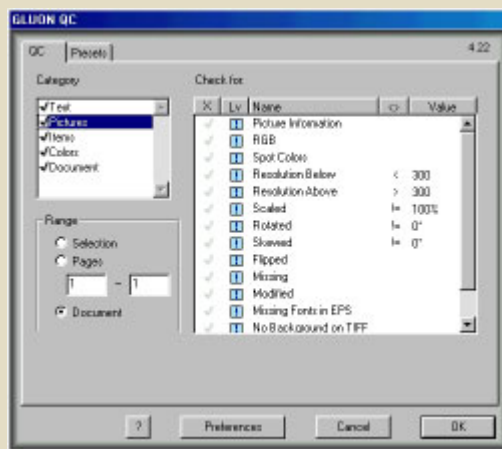 GLUON QC
QC Presets 4.22
Category
Text
Pictures
Items
Colors
Document
Range
Selection
Pages
1 - 1
Document
Check for:
X Lv Name <> Value
Picture Information
RGB
Spot Colors
Resolution Below < 300
Resolution Above > 300
Scaled != 100%
Rotated != 0°
Skewed != 0°
Flipped
Missing
Modified
Missing Fonts in EPS
No Background on TIFF
? Preferences Cancel OK